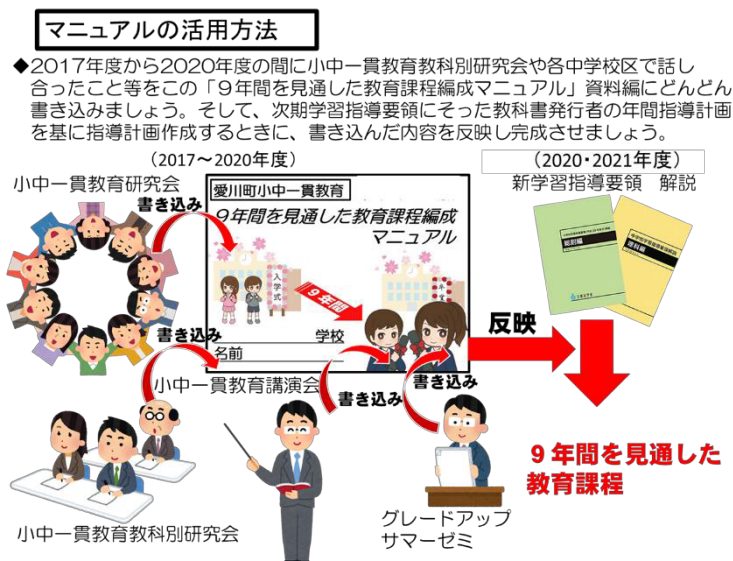 マニュアルの活用方法
◆2017年度から2020年度の間に小中一貫教育教科別研究会や各中学校区で話し
合ったこと等をこの「９年間を見通した教育課程編成マニュアル」資料編にどんどん
書き込みましょう。そして、次期学習指導要領にそった教科書発行者の年間指導計画
を基に指導計画作成するときに、書き込んだ内容を反映し完成させましょう。
（2017～2020年度）
（2020・2021年度）
小中一貫教育研究会
新学習指導要領　解説
書き込み
愛川町小中一貫教育
９年間を見通した教育課程編成
マニュアル
総則編
理科編
入学式
９年間
学校
名前
反映
書き込み
小中一貫教育講演会
書き込み
書き込み
９年間を見通した
教育課程
小中一貫教育教科別研究会
グレードアップ
サマーゼミ